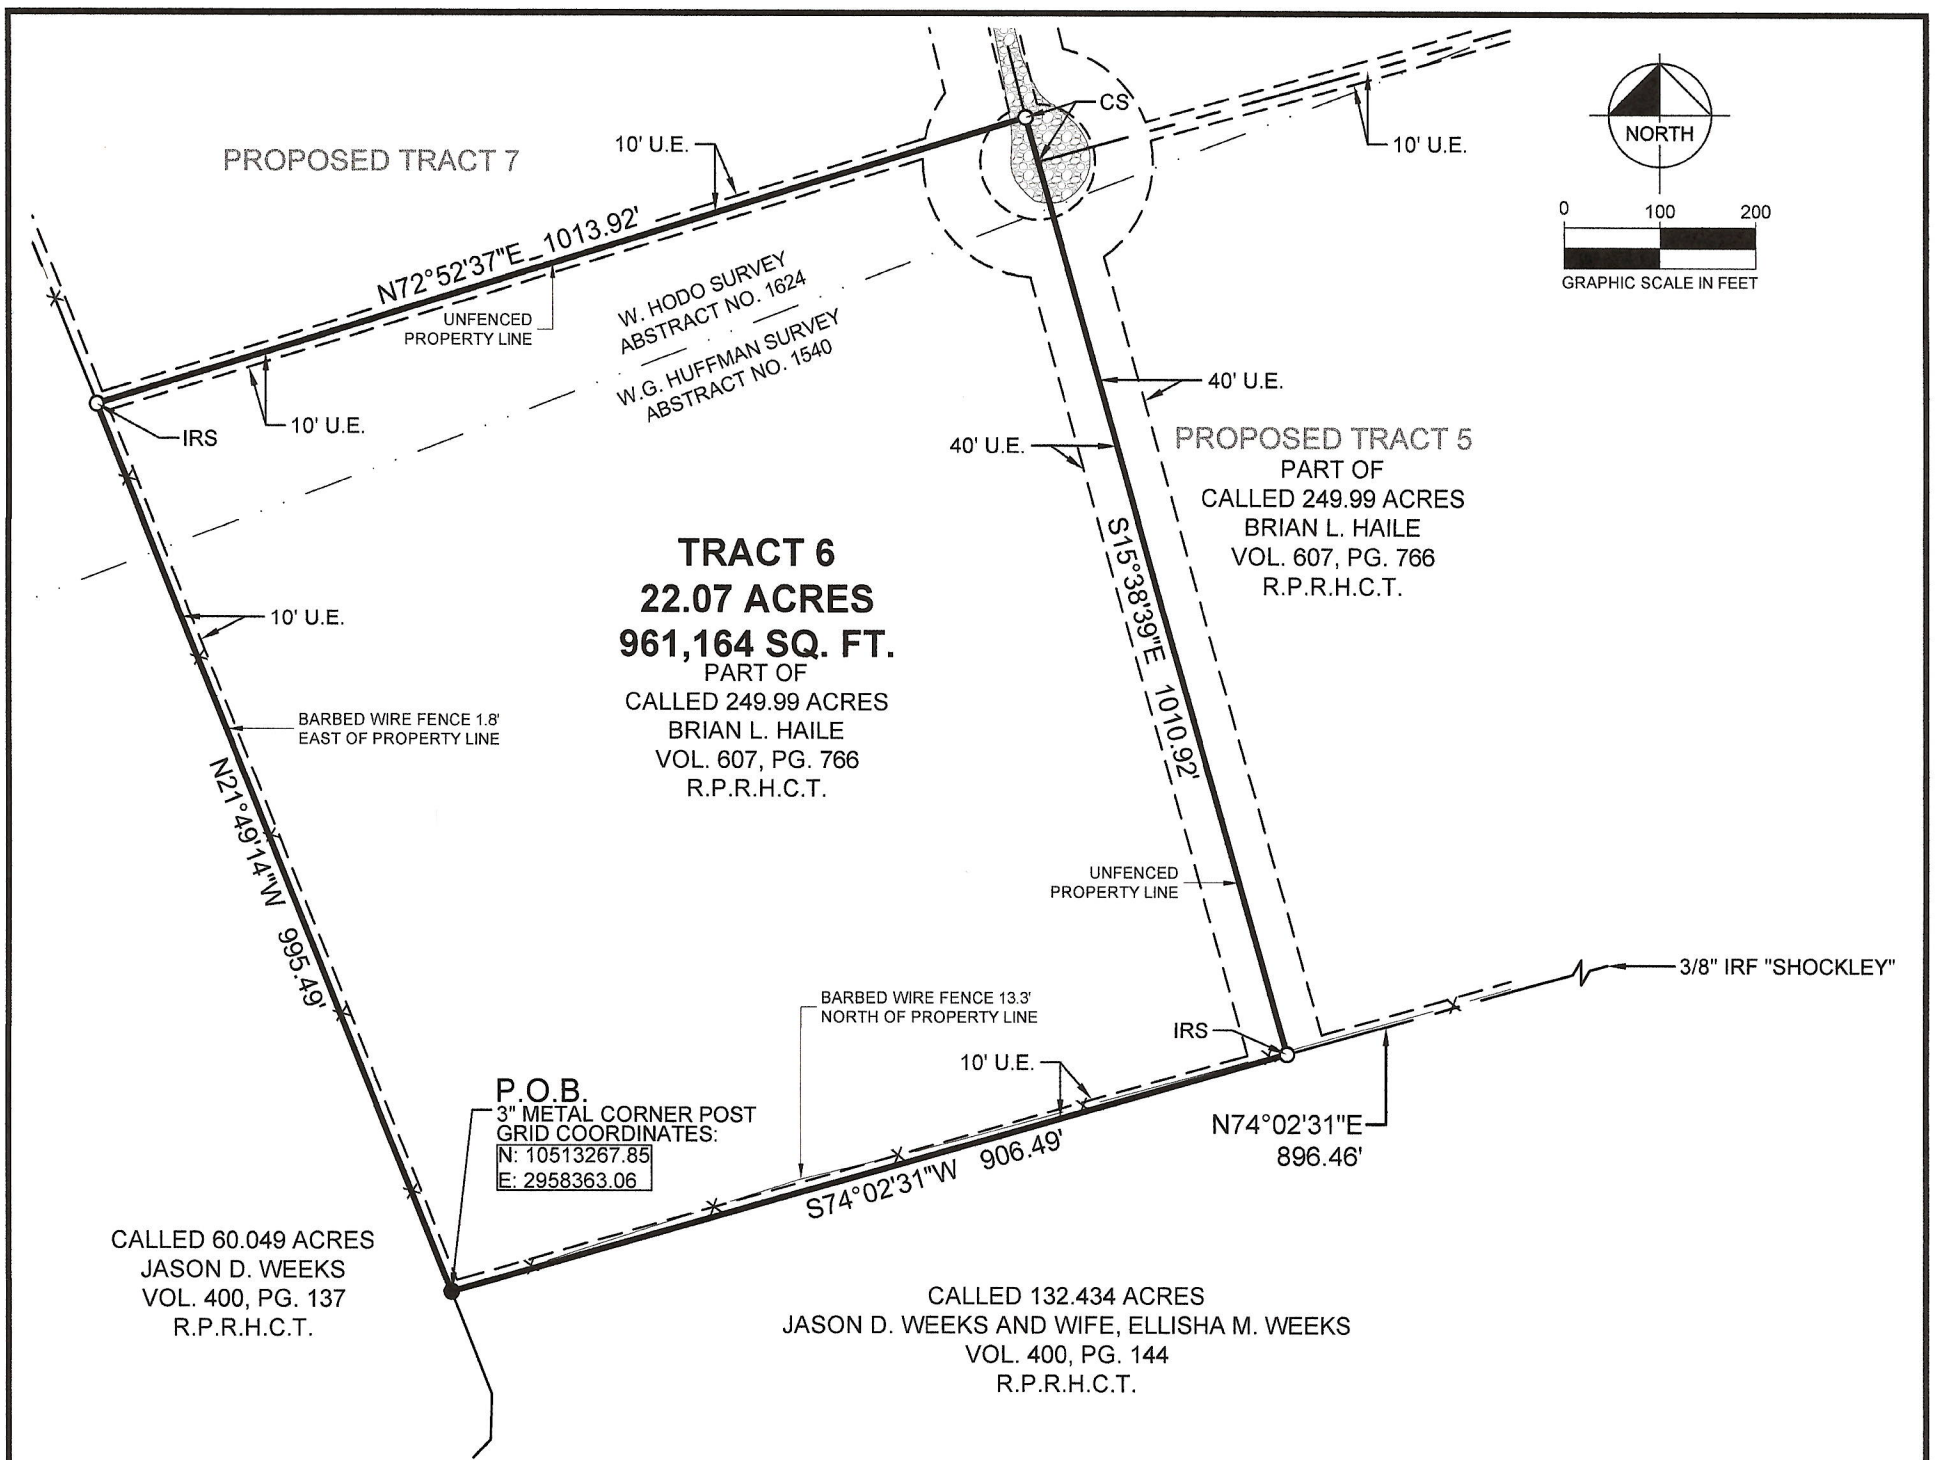 CS
PROPOSED TRACT 7
10' U.E.
10' U.E.
NORTH
0 100 200
GRAPHIC SCALE IN FEET
N72°52'37"E 1013.92'
UNFENCED
PROPERTY LINE
W. HODO SURVEY
ABSTRACT NO. 1624
W.G. HUFFMAN SURVEY
ABSTRACT NO. 1540
IRS
10' U.E.
40' U.E.
40' U.E.
PROPOSED TRACT 5
PART OF
CALLED 249.99 ACRES
BRIAN L. HAILE
VOL. 607, PG. 766
R.P.R.H.C.T.
TRACT 6
22.07 ACRES
961,164 SQ. FT.
PART OF
CALLED 249.99 ACRES
BRIAN L. HAILE
VOL. 607, PG. 766
R.P.R.H.C.T.
S15°38'39"E 1010.92'
10' U.E.
BARBED WIRE FENCE 1.8'
EAST OF PROPERTY LINE
N21°49'14"W 995.49'
UNFENCED
PROPERTY LINE
3/8" IRF "SHOCKLEY"
BARBED WIRE FENCE 13.3'
NORTH OF PROPERTY LINE
IRS
10' U.E.
P.O.B.
3" METAL CORNER POST
GRID COORDINATES:
N: 10513267.85
E: 2958363.06
S74°02'31"W 906.49'
N74°02'31"E
896.46'
CALLED 60.049 ACRES
JASON D. WEEKS
VOL. 400, PG. 137
R.P.R.H.C.T.
CALLED 132.434 ACRES
JASON D. WEEKS AND WIFE, ELLISHA M. WEEKS
VOL. 400, PG. 144
R.P.R.H.C.T.